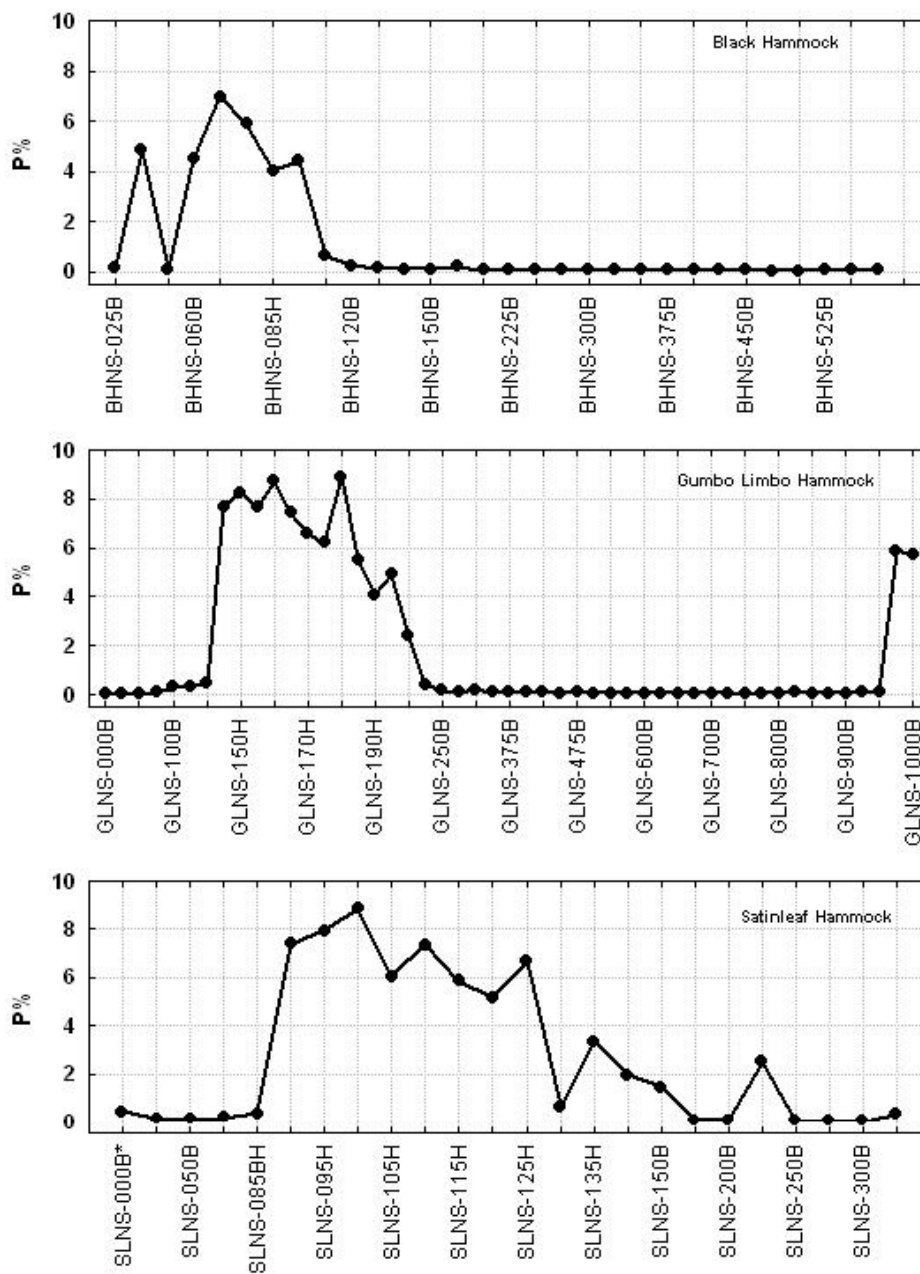 10
Black Hammock
8
6
P%
4
2
0
BHNS-025B
BHNS-060B
BHNS-085H
BHNS-120B
BHNS-150B
BHNS-225B
BHNS-300B
BHNS-375B
BHNS-450B
BHNS-525B
10
Gumbo Limbo Hammock
8
6
P%
4
2
0
GLNS-000B
GLNS-100B
GLNS-150H
GLNS-170H
GLNS-190H
GLNS-250B
GLNS-375B
GLNS-475B
GLNS-600B
GLNS-700B
GLNS-800B
GLNS-900B
GLNS-1000B
10
Satinleaf Hammock
8
6
P%
4
2
0
SLNS-000B*
SLNS-050B
SLNS-085BH
SLNS-095H
SLNS-105H
SLNS-115H
SLNS-125H
SLNS-135H
SLNS-150B
SLNS-200B
SLNS-250B
SLNS-300B